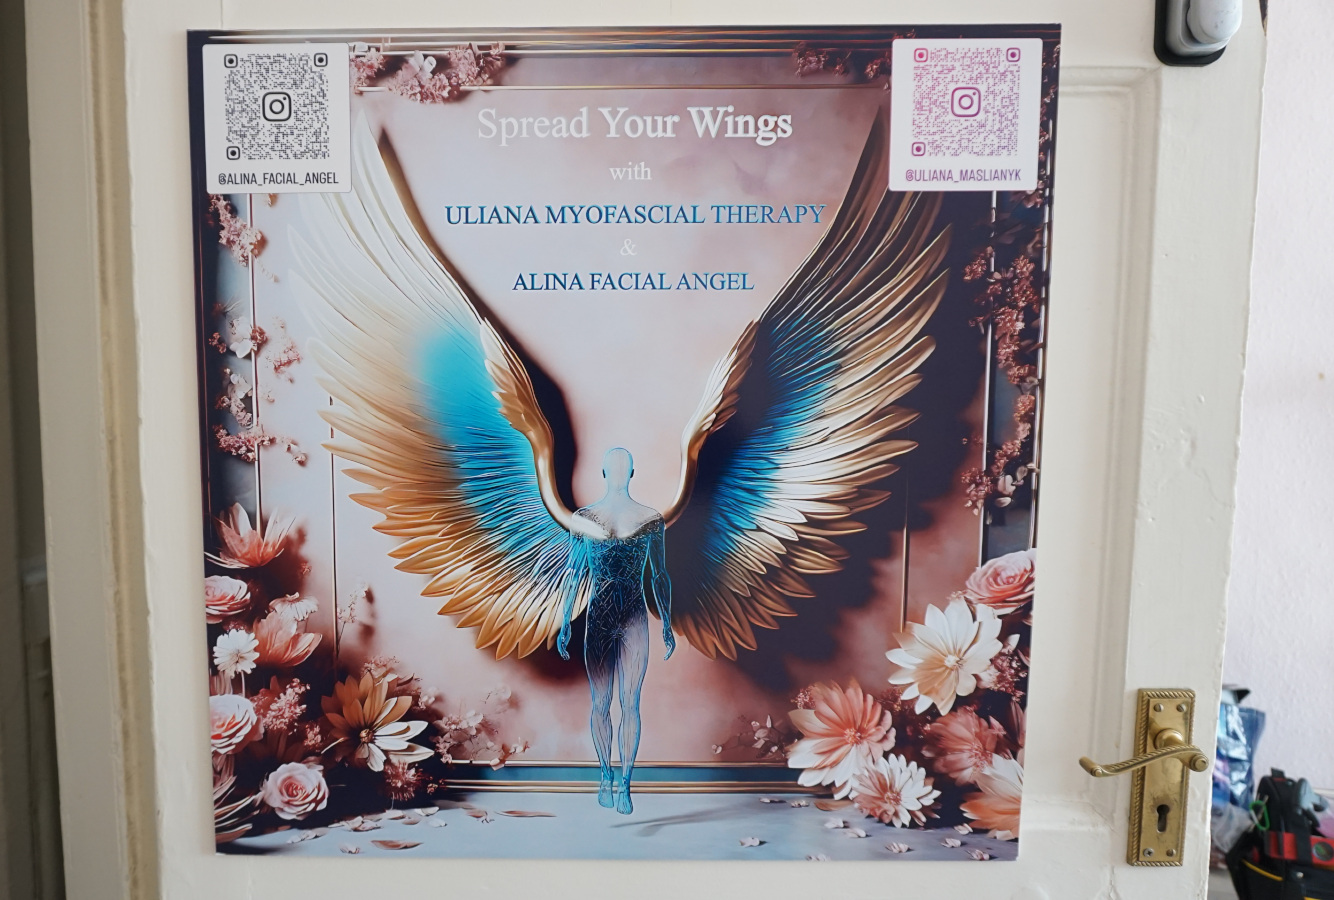 @ALINA_FACIAL_ANGEL
@ULIANA_MASLIANYK
Spread Your Wings
with
ULIANA MYOFASCIAL THERAPY
&
ALINA FACIAL ANGEL